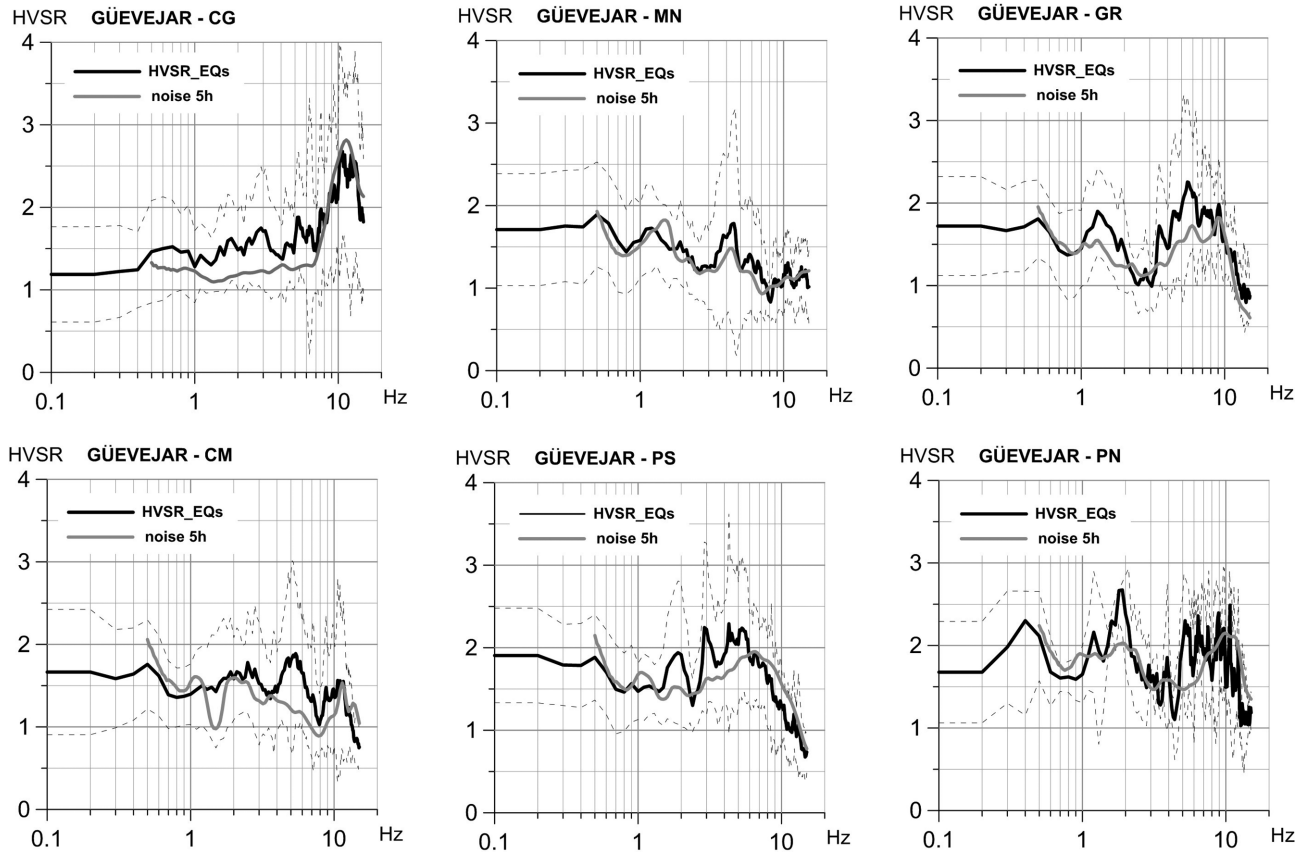 HVSR GÜEVEJAR - CG
4
HVSR_EQs
noise 5h
3
2
1
0
0.1 1 10 Hz
HVSR GÜEVEJAR - MN
4
HVSR_EQs
noise 5h
3
2
1
0
0.1 1 10 Hz
HVSR GÜEVEJAR - GR
4
HVSR_EQs
noise 5h
3
2
1
0
0.1 1 10 Hz
HVSR GÜEVEJAR - CM
4
HVSR_EQs
noise 5h
3
2
1
0
0.1 1 10 Hz
HVSR GÜEVEJAR - PS
4
HVSR_EQs
noise 5h
3
2
1
0
0.1 1 10 Hz
HVSR GÜEVEJAR - PN
4
HVSR_EQs
noise 5h
3
2
1
0
0.1 1 10 Hz